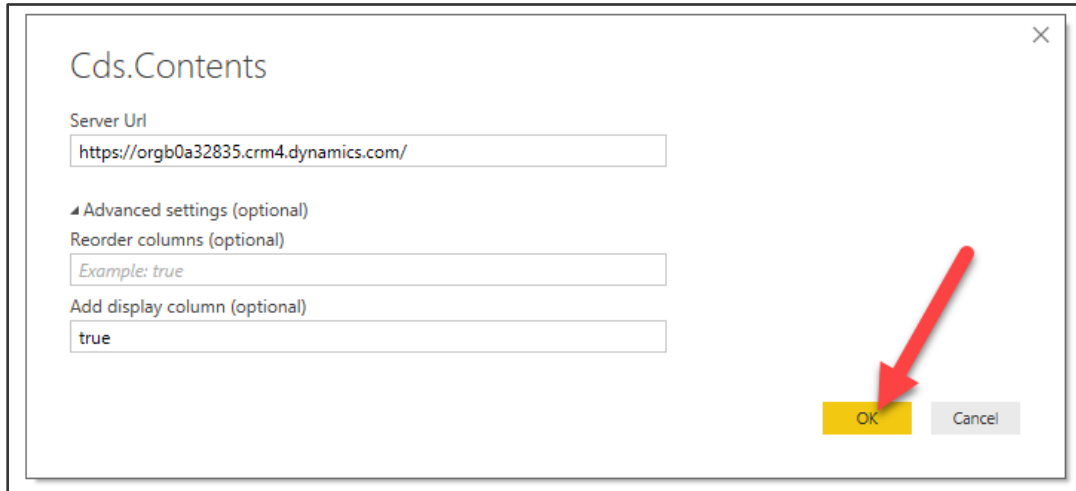 Cds.Contents
Server Url
https://orgb0a32835.crm4.dynamics.com/
Advanced settings (optional)
Reorder columns (optional)
Example: true
Add display column (optional)
true
OK Cancel